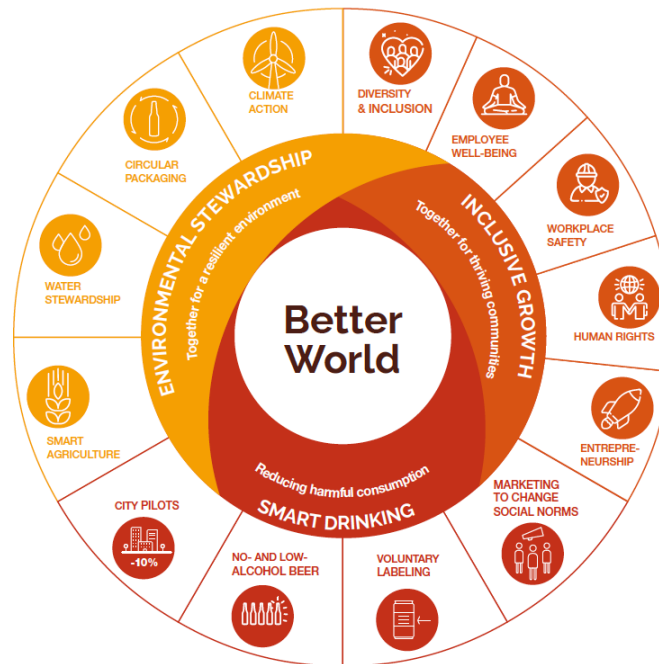 CLIMATE
ACTION
DIVERSITY
& INCLUSION
EMPLOYEE
WELL-BEING
CIRCULAR
PACKAGING
WORKPLACE
SAFETY
WATER
STEWARDSHIP
HUMAN RIGHTS
SMART
AGRICULTURE
ENTREPRE-
NEURSHIP
ENVIRONMENTAL STEWARDSHIP
Together for a resilient environment
INCLUSIVE GROWTH
Together for thriving communities
Better
World
Reducing harmful consumption
SMART DRINKING
CITY PILOTS
-10%
NO- AND LOW-
ALCOHOL BEER
VOLUNTARY
LABELING
MARKETING
TO CHANGE
SOCIAL NORMS